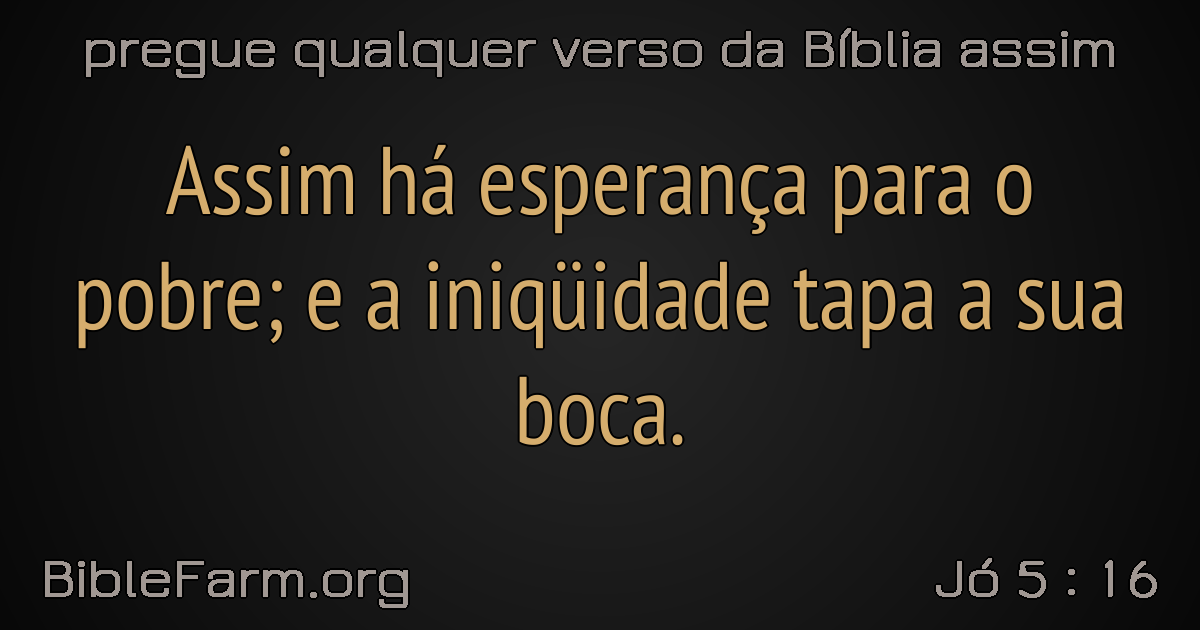 pregue qualquer verso da Bíblia assim
Assim há esperança para o
pobre; e a iniqüidade tapa a sua
boca.
BibleFarm.org
Jó 5 : 16